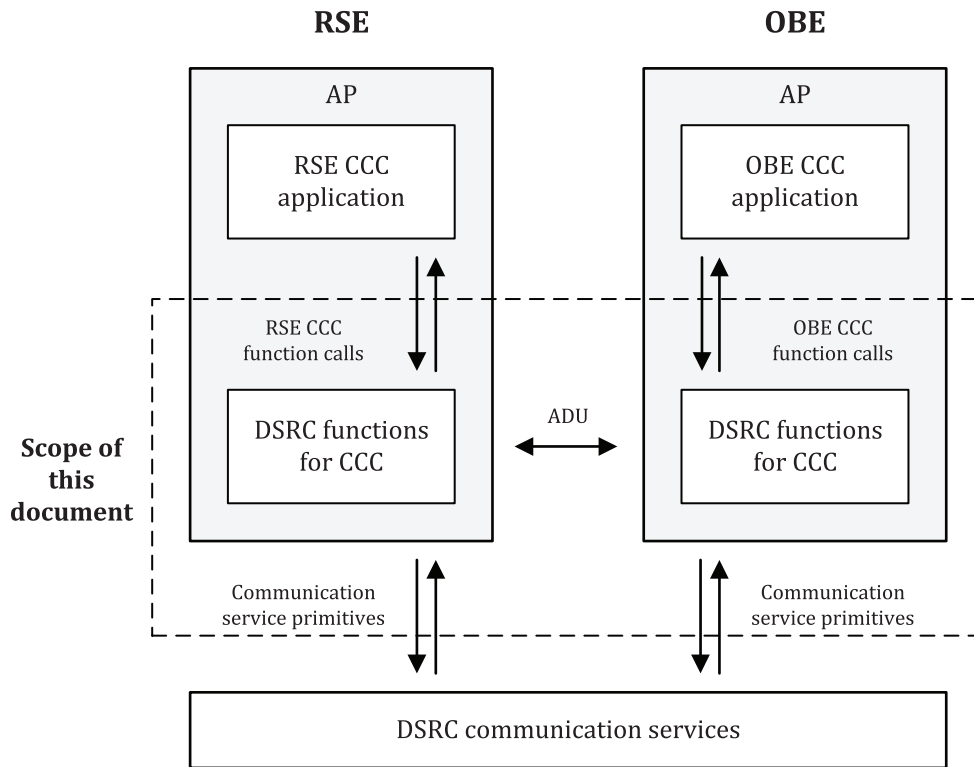 RSE
OBE
AP
AP
RSE CCC
application
OBE CCC
application
RSE CCC
function calls
OBE CCC
function calls
Scope of
this
document
DSRC functions
for CCC
ADU
DSRC functions
for CCC
Communication
service primitives
Communication
service primitives
DSRC communication services